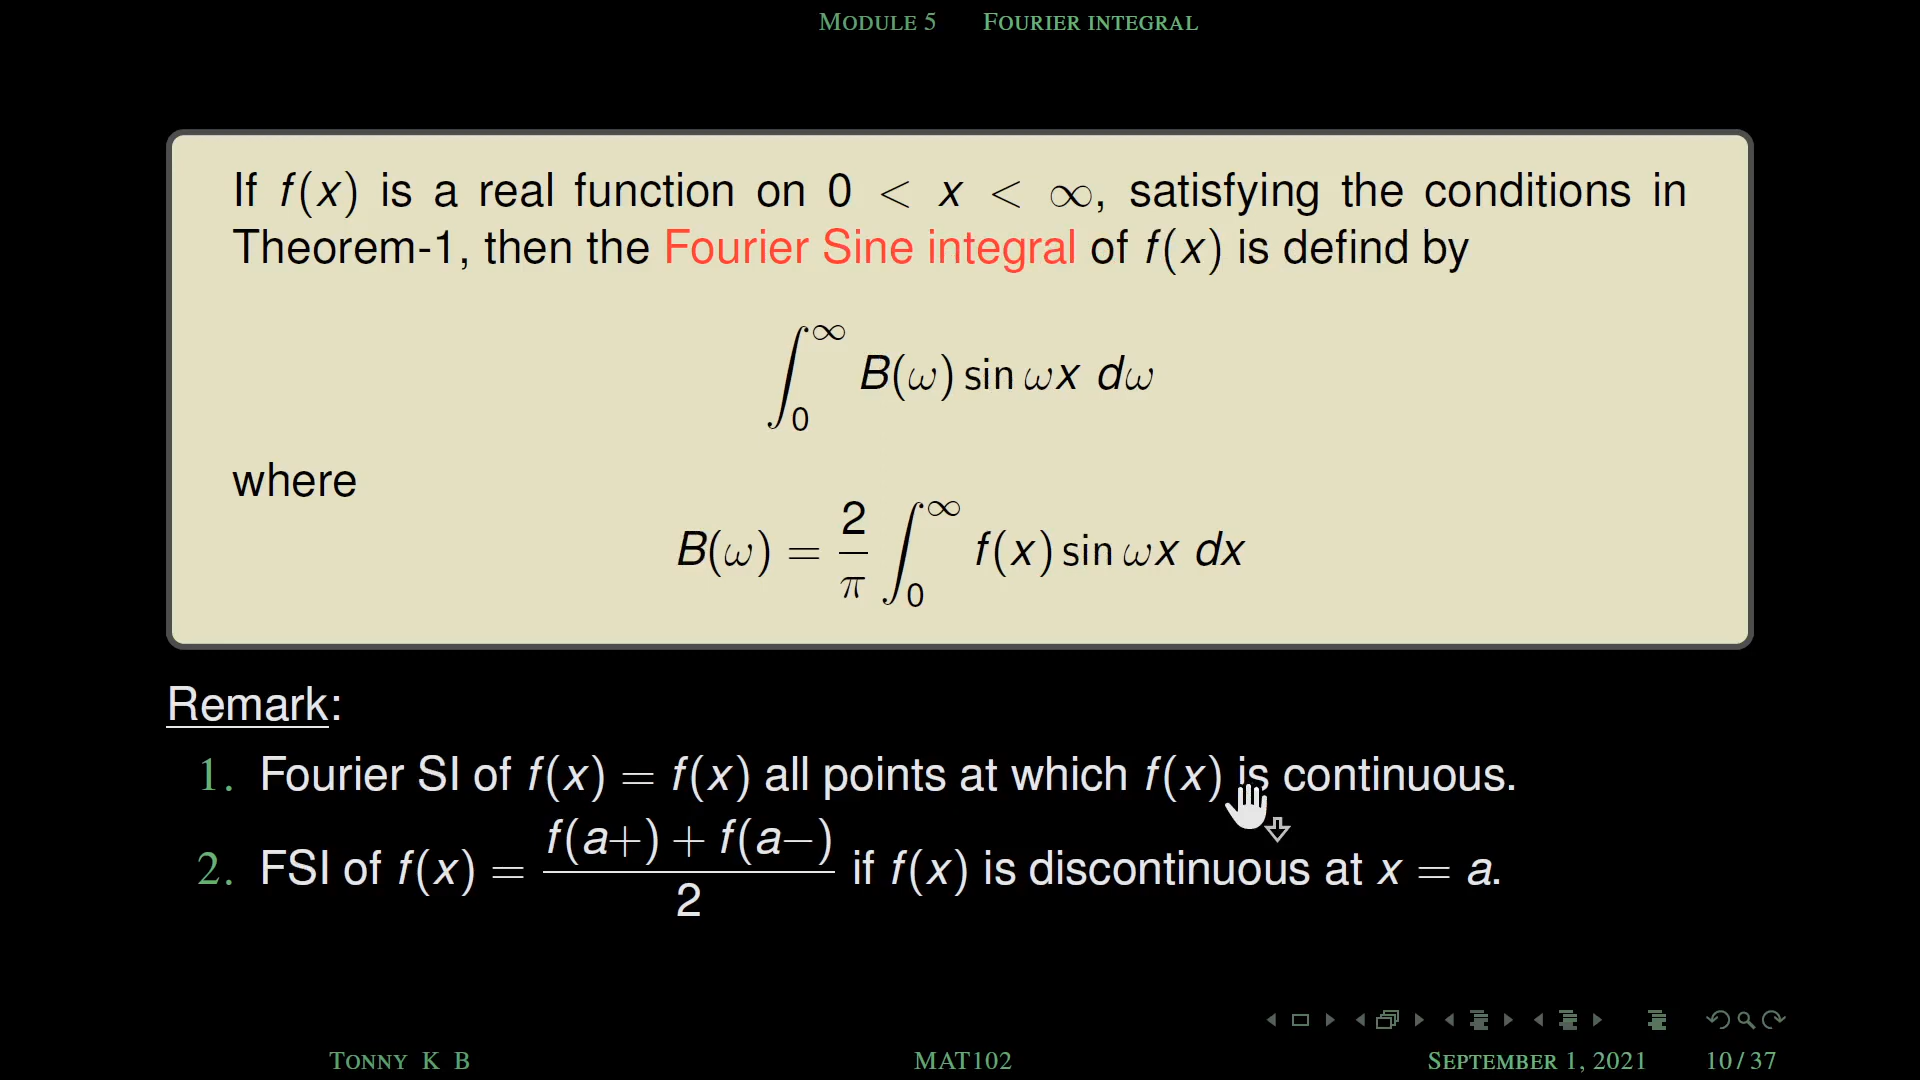 MODULE 5 FOURIER INTEGRAL
If f(x) is a real function on 0 < x < ∞, satisfying the conditions in
Theorem-1, then the Fourier Sine integral of f(x) is defind by
∫_0^∞ B(ω) sin ωx dω
where
B(ω) = 2/π ∫_0^∞ f(x) sin ωx dx
Remark:
1. Fourier SI of f(x) = f(x) all points at which f(x) is continuous.
2. FSI of f(x) = (f(a+) + f(a−))/2 if f(x) is discontinuous at x = a.
TONNY K B MAT102 SEPTEMBER 1, 2021 10/37